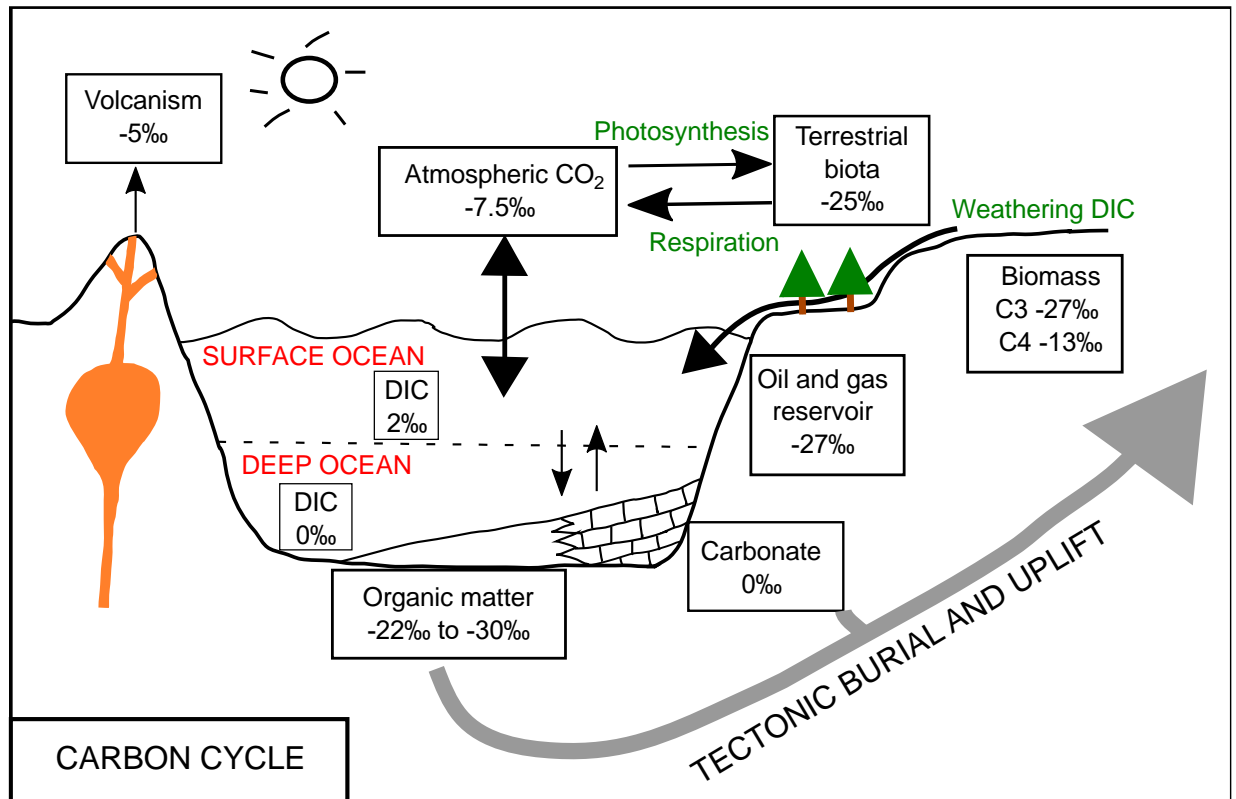 Volcanism
-5‰
Photosynthesis
Terrestrial
biota
-25‰
Atmospheric CO₂
-7.5‰
Respiration
Weathering DIC
Biomass
C3 -27‰
C4 -13‰
SURFACE OCEAN
DIC
2‰
Oil and gas
reservoir
-27‰
DEEP OCEAN
DIC
0‰
Carbonate
0‰
Organic matter
-22‰ to -30‰
TECTONIC BURIAL AND UPLIFT
CARBON CYCLE